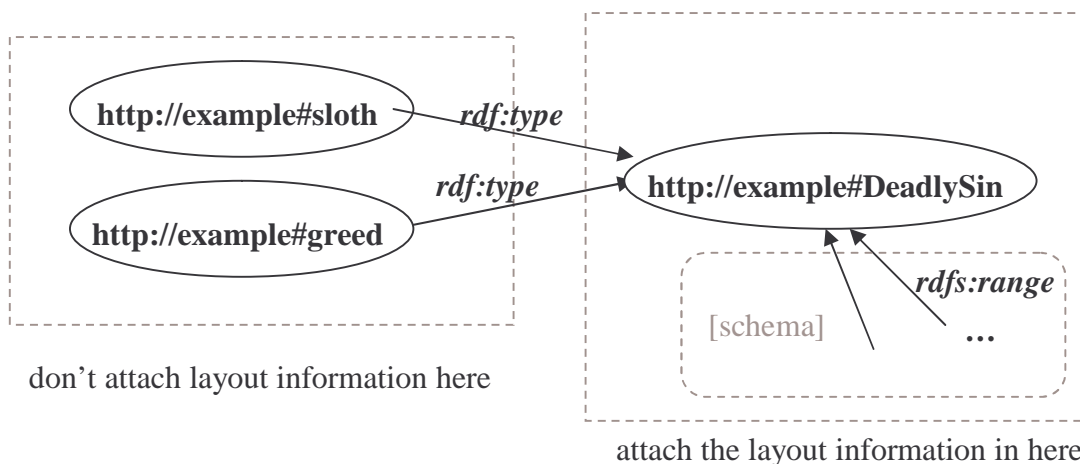 http://example#sloth
rdf:type
rdf:type
http://example#DeadlySin
http://example#greed
rdfs:range
[schema]
...
don’t attach layout information here
attach the layout information in here